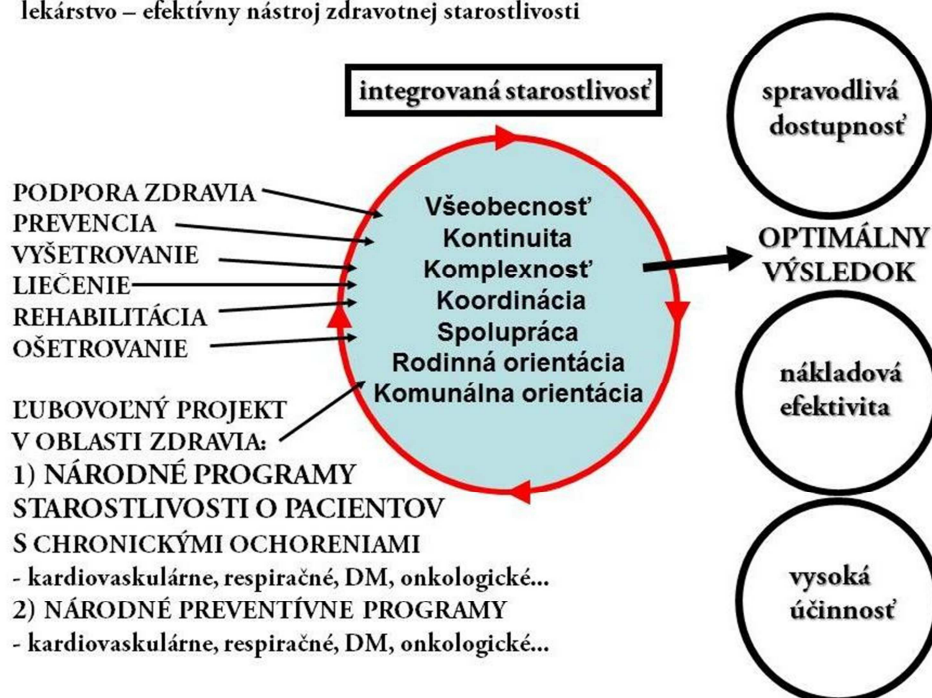 lekárstvo – efektívny nástroj zdravotnej starostlivosti
integrovaná starostlivosť
spravodlivá
dostupnosť
PODPORA ZDRAVIA
PREVENCIA
VYŠETROVANIE
LIEČENIE
REHABILITÁCIA
OŠETROVANIE
Všeobecnosť
Kontinuita
Komplexnosť
Koordinácia
Spolupráca
Rodinná orientácia
Komunálna orientácia
OPTIMÁLNY
VÝSLEDOK
nákladová
efektivita
ĽUBOVOĽNÝ PROJEKT
V OBLASTI ZDRAVIA:
1) NÁRODNÉ PROGRAMY
STAROSTLIVOSTI O PACIENTOV
S CHRONICKÝMI OCHORENIAMI
- kardiovaskulárne, respiračné, DM, onkologické...
2) NÁRODNÉ PREVENTÍVNE PROGRAMY
- kardiovaskulárne, respiračné, DM, onkologické...
vysoká
účinnosť